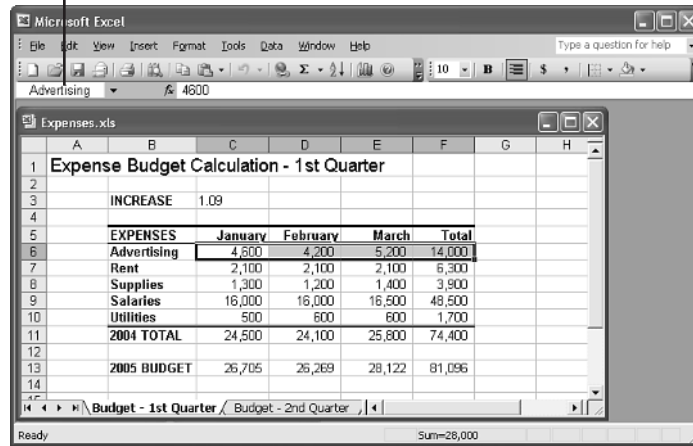 Microsoft Excel
File Edit View Insert Format Tools Data Window Help Type a question for help
Σ 10 B $ ,
Advertising fx 4600
Expenses.xls
A B C D E F G H
1 Expense Budget Calculation - 1st Quarter
2
3 INCREASE 1.09
4
5 EXPENSES January February March Total
6 Advertising 4,600 4,200 5,200 14,000
7 Rent 2,100 2,100 2,100 6,300
8 Supplies 1,300 1,200 1,400 3,900
9 Salaries 16,000 16,000 16,500 48,500
10 Utilities 500 600 600 1,700
11 2004 TOTAL 24,500 24,100 25,800 74,400
12
13 2005 BUDGET 26,705 26,269 28,122 81,096
14
Budget - 1st Quarter Budget - 2nd Quarter
Ready Sum=28,000